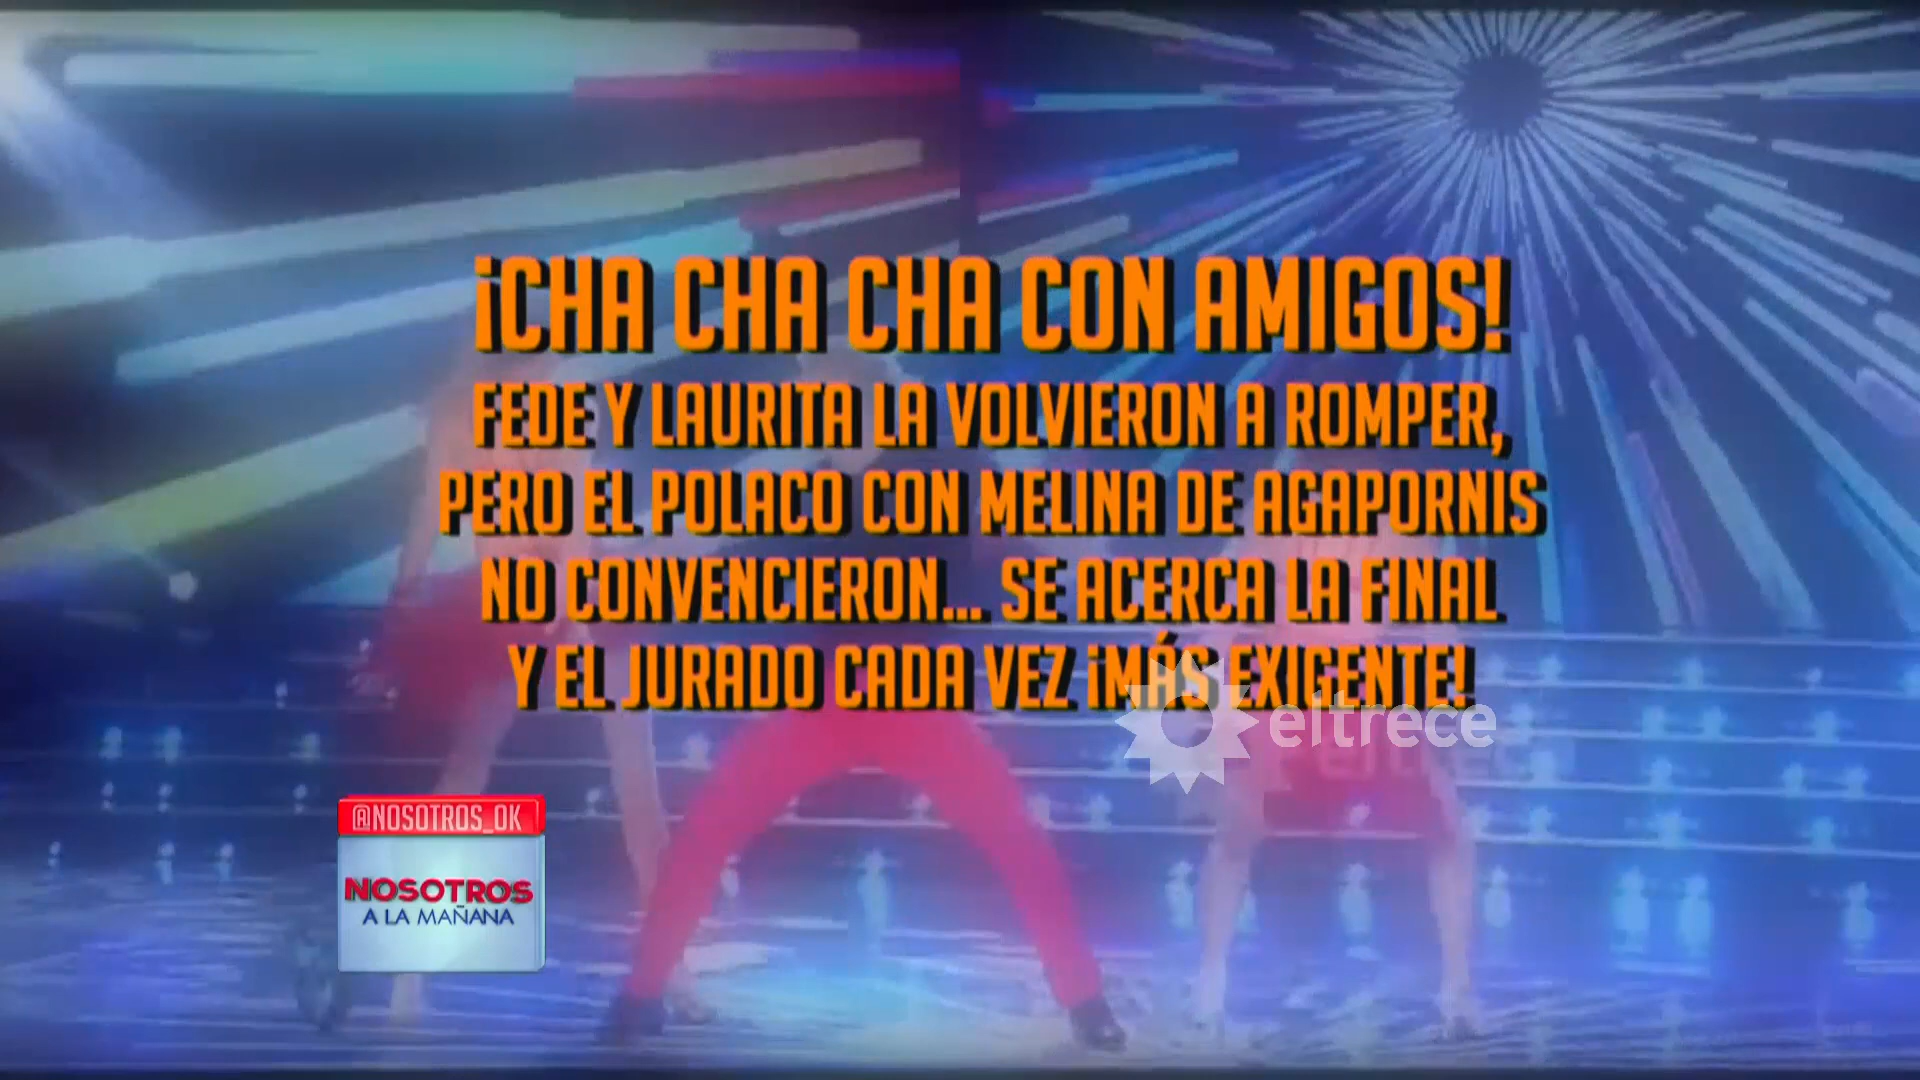 ¡CHA CHA CHA CON AMIGOS!
FEDE Y LAURITA LA VOLVIERON A ROMPER,
PERO EL POLACO CON MELINA DE AGAPORNIS
NO CONVENCIERON... SE ACERCA LA FINAL
Y EL JURADO CADA VEZ ¡MÁS EXIGENTE!
eltrece
@NOSOTROS_OK
NOSOTROS
A LA MAÑANA